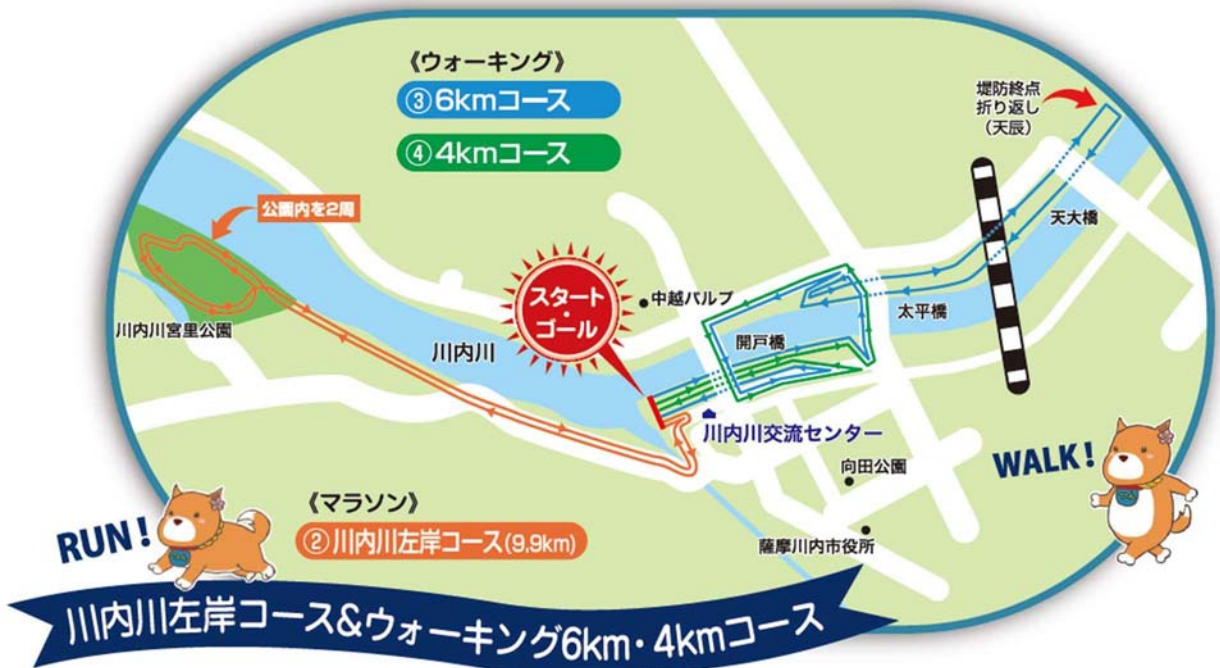 《ウォーキング》
③6kmコース
④4kmコース
堤防終点
折り返し
(天辰)
公園内を2周
天大橋
スタート
・
ゴール
中越パルプ
太平橋
川内川宮里公園
川内川
開戸橋
川内川交流センター
向田公園
WALK!
《マラソン》
②川内川左岸コース(9.9km)
RUN!
薩摩川内市役所
川内川左岸コース&ウォーキング6km・4kmコース